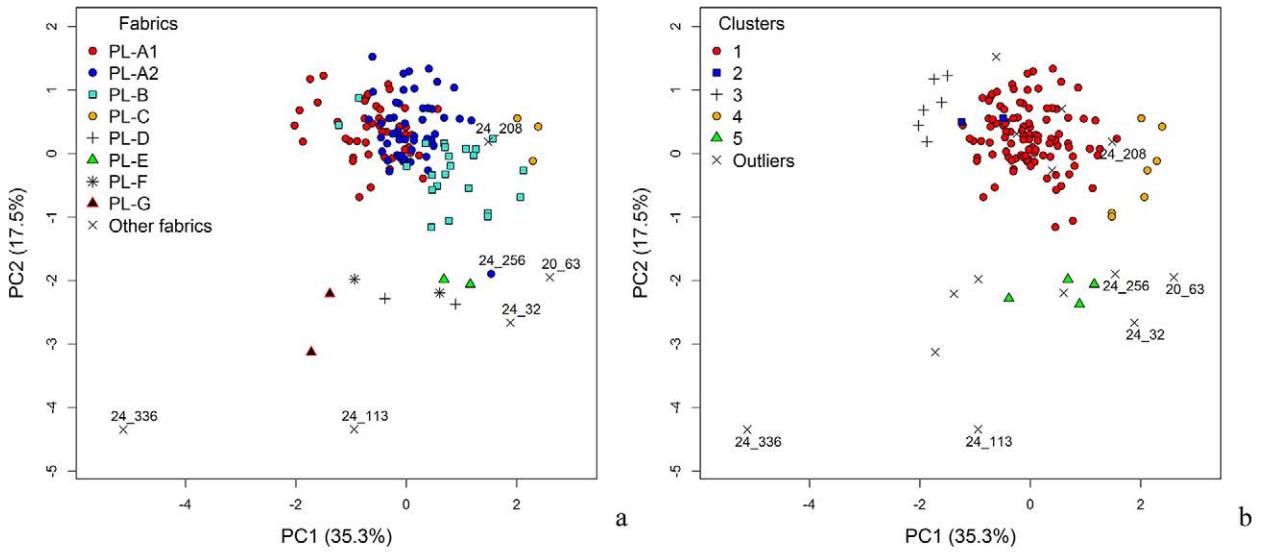 Fabrics
PL-A1
PL-A2
PL-B
PL-C
PL-D
PL-E
PL-F
PL-G
Other fabrics
24_208
24_256
20_63
24_32
24_336
24_113
2
1
0
-1
-2
-3
-4
-5
PC2 (17.5%)
-4
-2
0
2
PC1 (35.3%)
a
Clusters
1
2
3
4
5
Outliers
24_208
24_256
20_63
24_32
24_336
24_113
2
1
0
-1
-2
-3
-4
-5
PC2 (17.5%)
-4
-2
0
2
PC1 (35.3%)
b